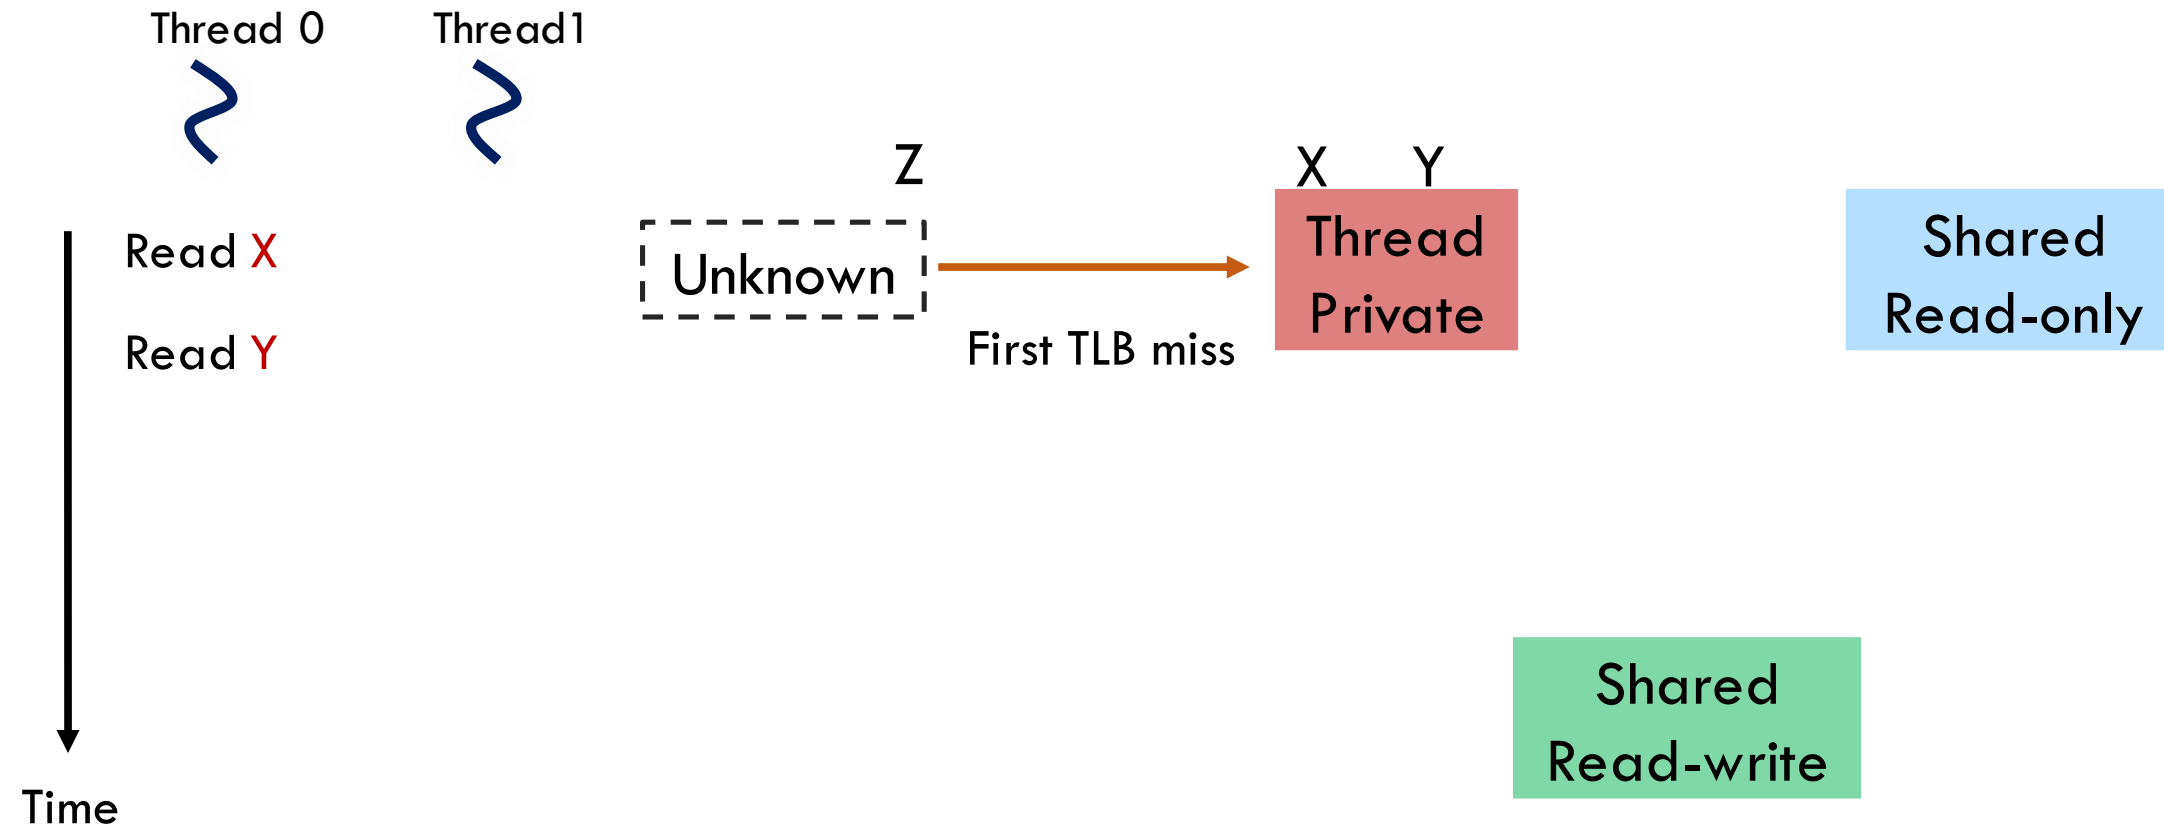 Thread 0
Thread1
Z
X Y
Read X
Unknown
Thread
Private
Shared
Read-only
Read Y
First TLB miss
Shared
Read-write
Time